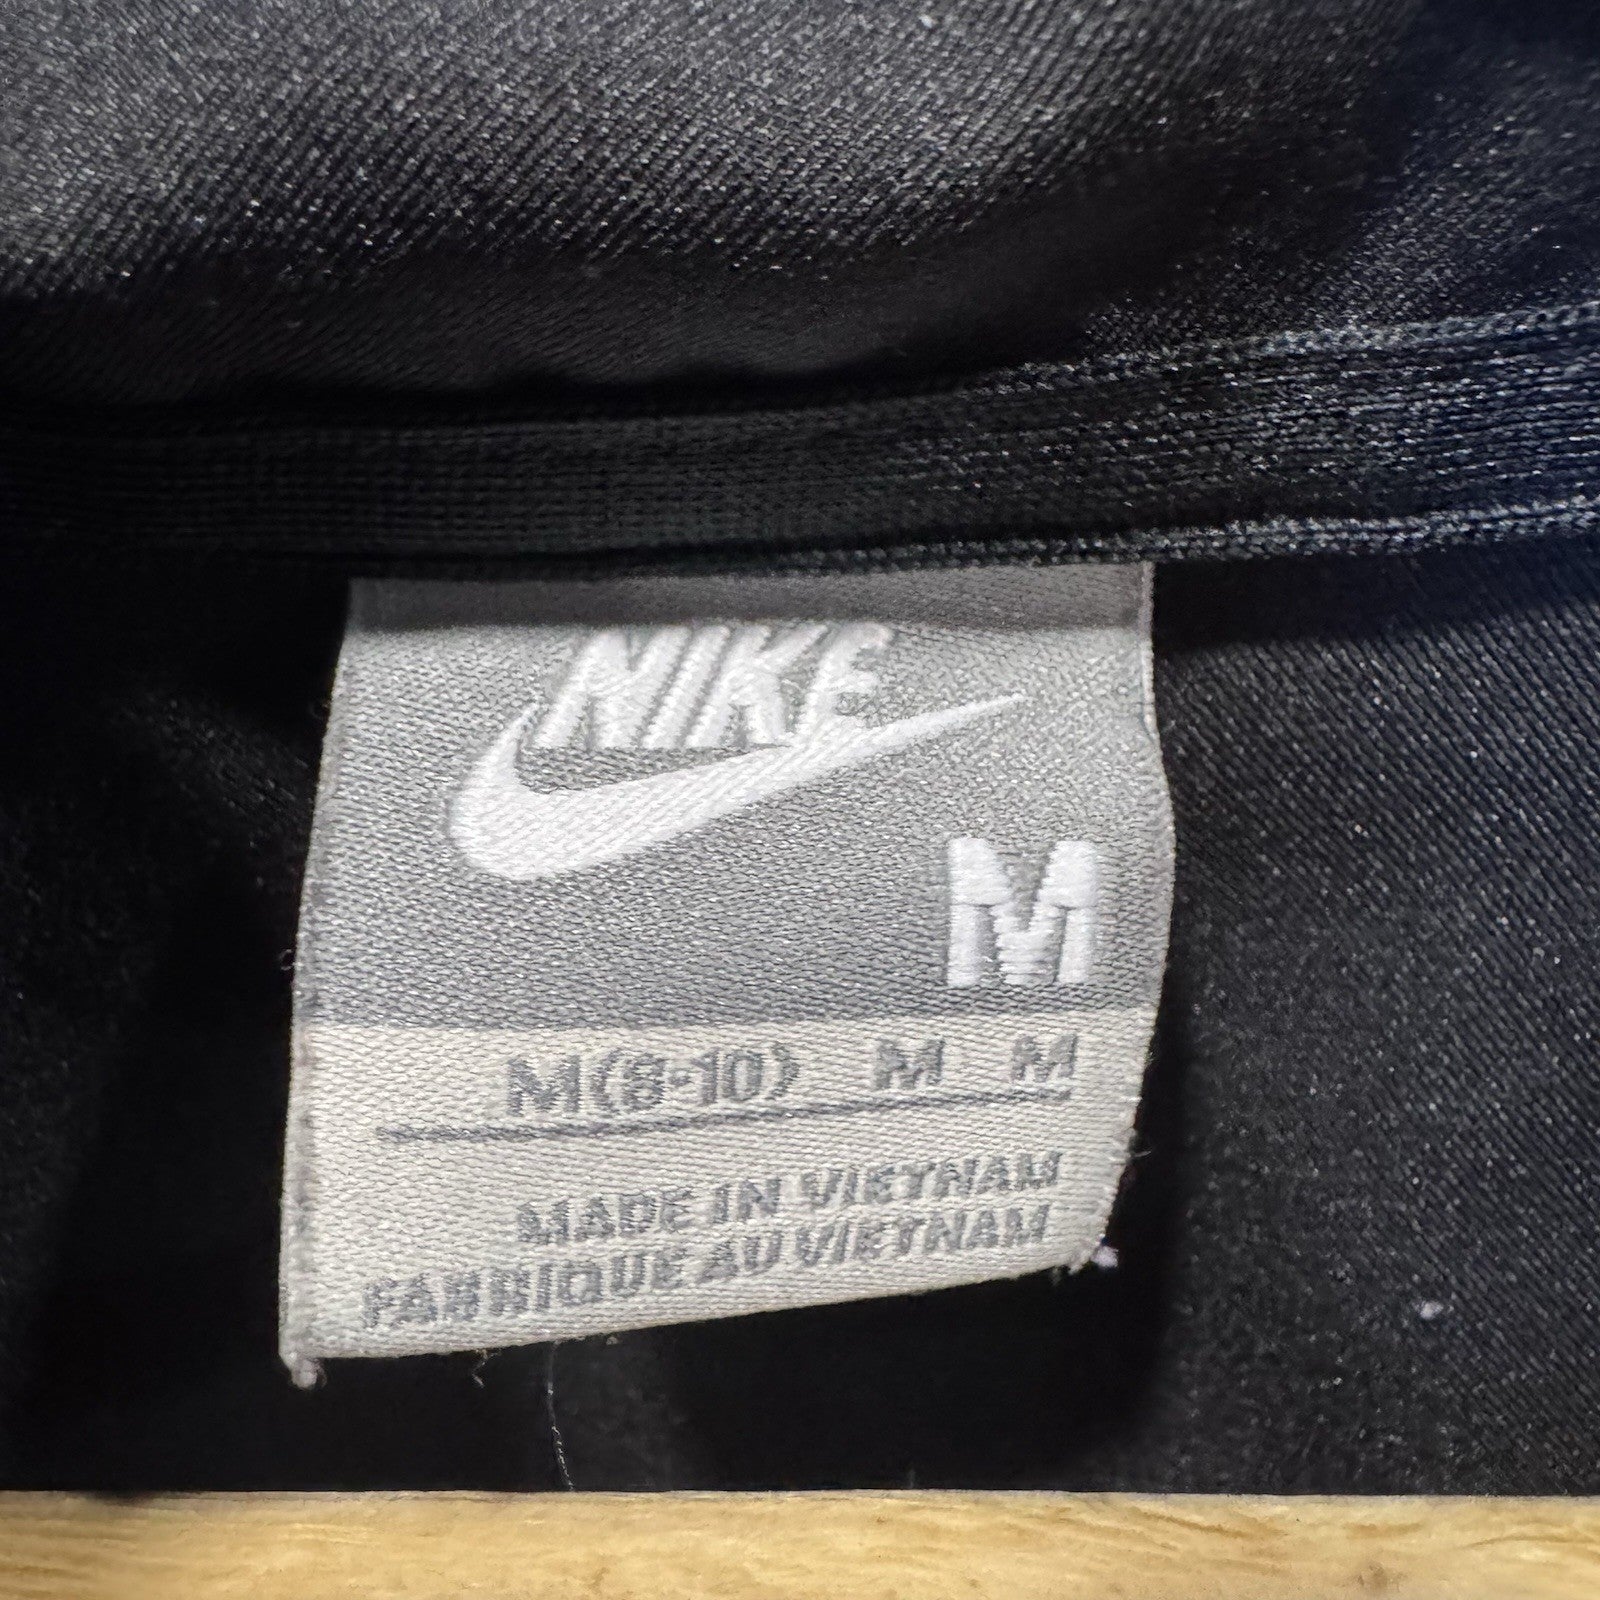 NIKE
M
M(8-10) M M
MADE IN VIETNAM
FABRIQUE AU VIETNAM